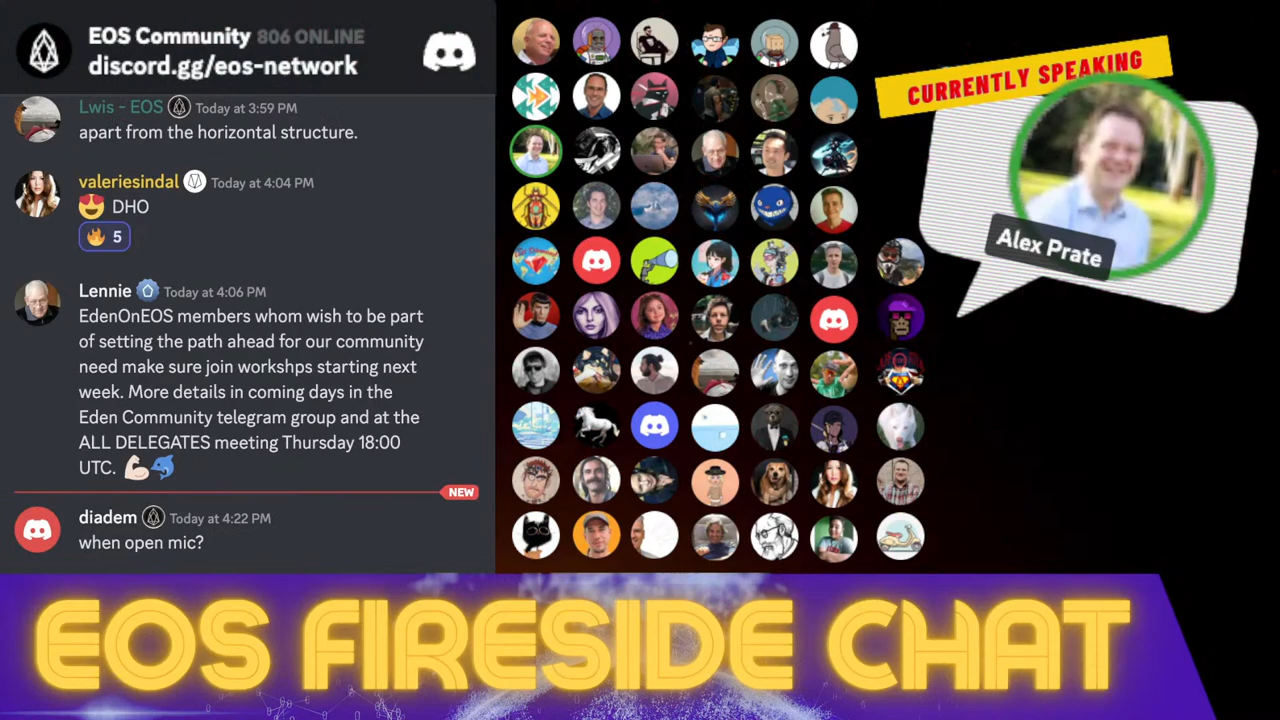 EOS Community 806 ONLINE
discord.gg/eos-network
Lwis - EOS Today at 3:59 PM
apart from the horizontal structure.
valeriesindal Today at 4:04 PM
😍 DHO
🔥 5
Lennie Today at 4:06 PM
EdenOnEOS members whom wish to be part
of setting the path ahead for our community
need make sure join workshps starting next
week. More details in coming days in the
Eden Community telegram group and at the
ALL DELEGATES meeting Thursday 18:00
UTC. 💪🏻🐬
NEW
diadem Today at 4:22 PM
when open mic?
CURRENTLY SPEAKING
Alex Prate
EOS FIRESIDE CHAT